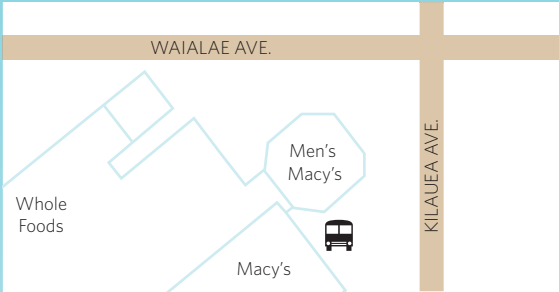 WAIALAE AVE.
Men's
Macy's
KILAUEA AVE.
Whole
Foods
Macy's